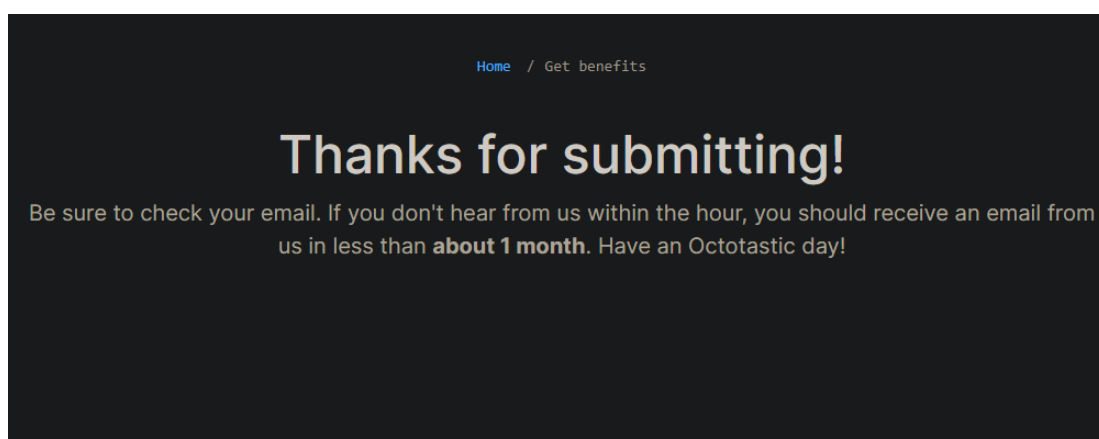 Home / Get benefits
Thanks for submitting!
Be sure to check your email. If you don't hear from us within the hour, you should receive an email from
us in less than about 1 month. Have an Octotastic day!